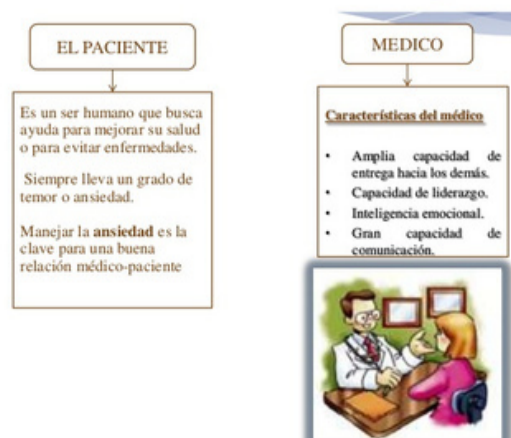 EL PACIENTE
Es un ser humano que busca
ayuda para mejorar su salud
o para evitar enfermedades.
Siempre lleva un grado de
temor o ansiedad.
Manejar la ansiedad es la
clave para una buena
relación médico-paciente
MEDICO
Características del médico
• Amplia capacidad de
entrega hacia los demás.
• Capacidad de liderazgo.
• Inteligencia emocional.
• Gran capacidad de
comunicación.